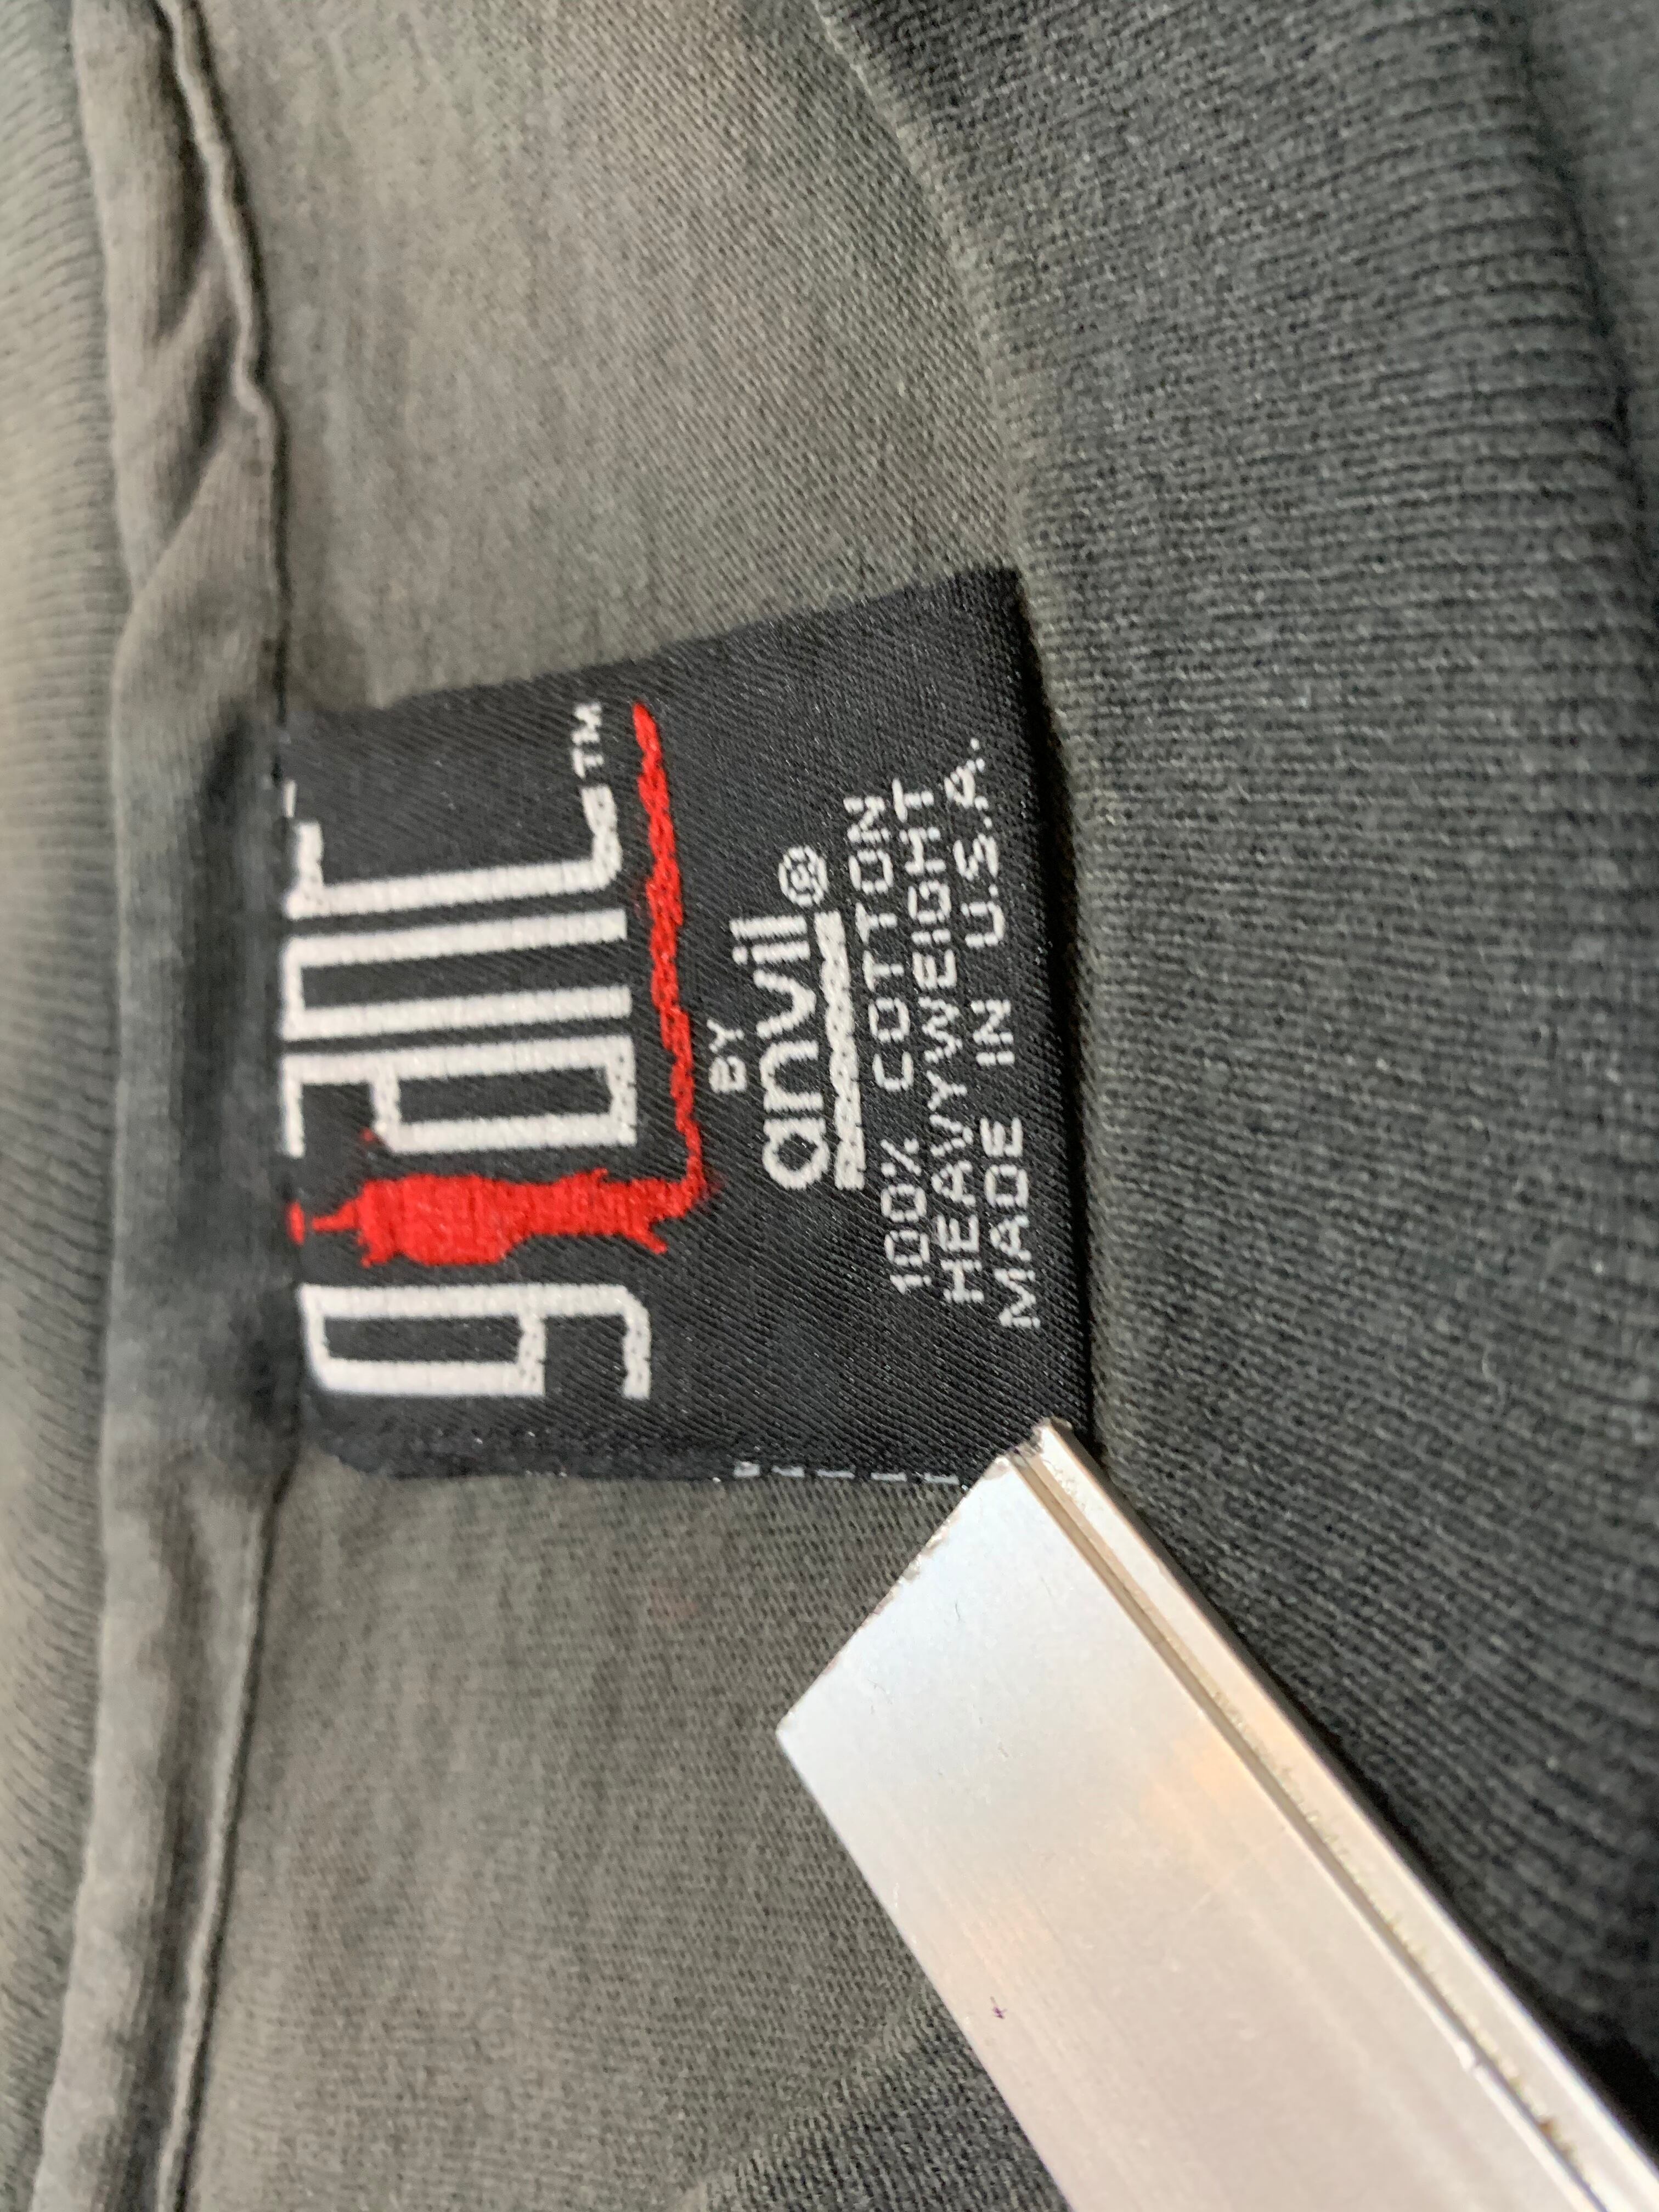 giant™
BY
anvil®
100% COTTON
HEAVYWEIGHT
MADE IN U.S.A.